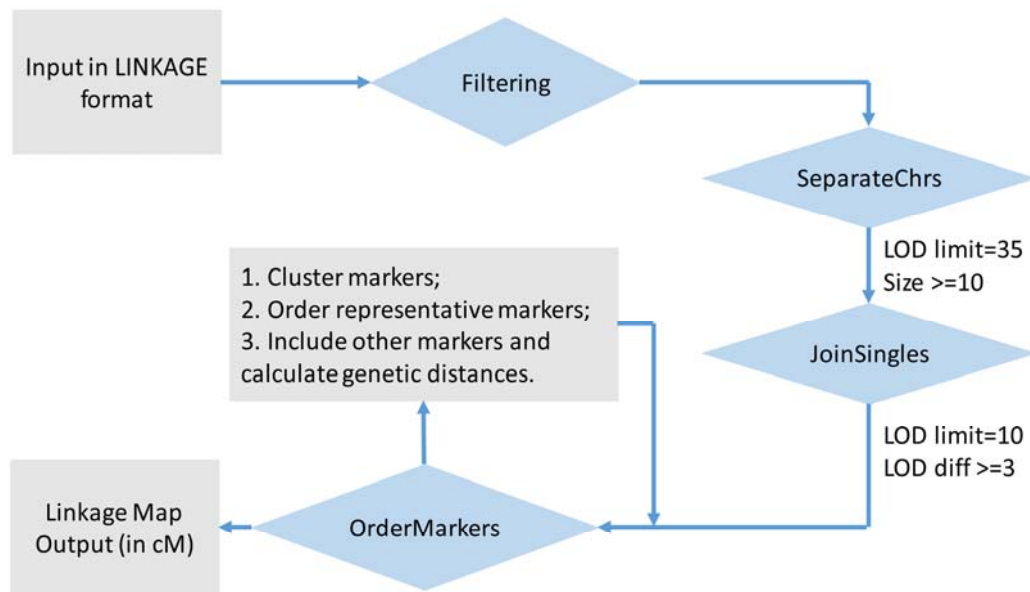 Input in LINKAGE
format
Filtering
SeparateChrs
LOD limit=35
Size >=10
JoinSingles
LOD limit=10
LOD diff >=3
1. Cluster markers;
2. Order representative markers;
3. Include other markers and
calculate genetic distances.
OrderMarkers
Linkage Map
Output (in cM)